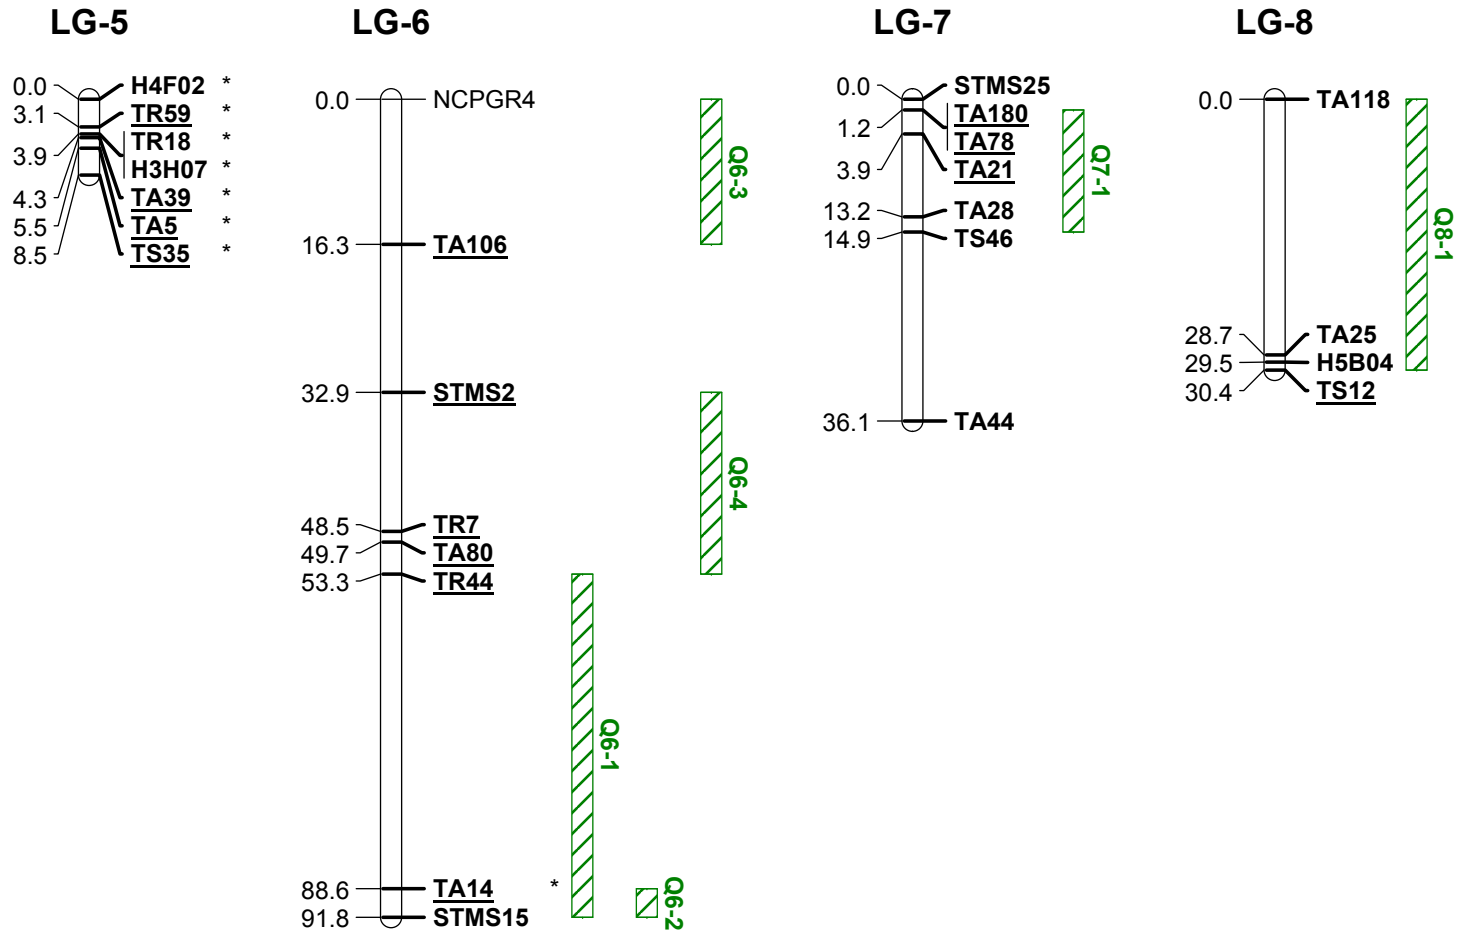 LG-5
0.0 H4F02 *
3.1 TR59 *
TR18 *
3.9 H3H07 *
4.3 TA39 *
5.5 TA5 *
8.5 TS35 *
LG-6
0.0 NCPGR4
16.3 TA106
32.9 STMS2
48.5 TR7
49.7 TA80
53.3 TR44
88.6 TA14 *
91.8 STMS15
Q6-3
Q6-4
Q6-1
Q6-2
LG-7
0.0 STMS25
1.2 TA180
TA78
3.9 TA21
13.2 TA28
14.9 TS46
36.1 TA44
Q7-1
LG-8
0.0 TA118
28.7 TA25
29.5 H5B04
30.4 TS12
Q8-1